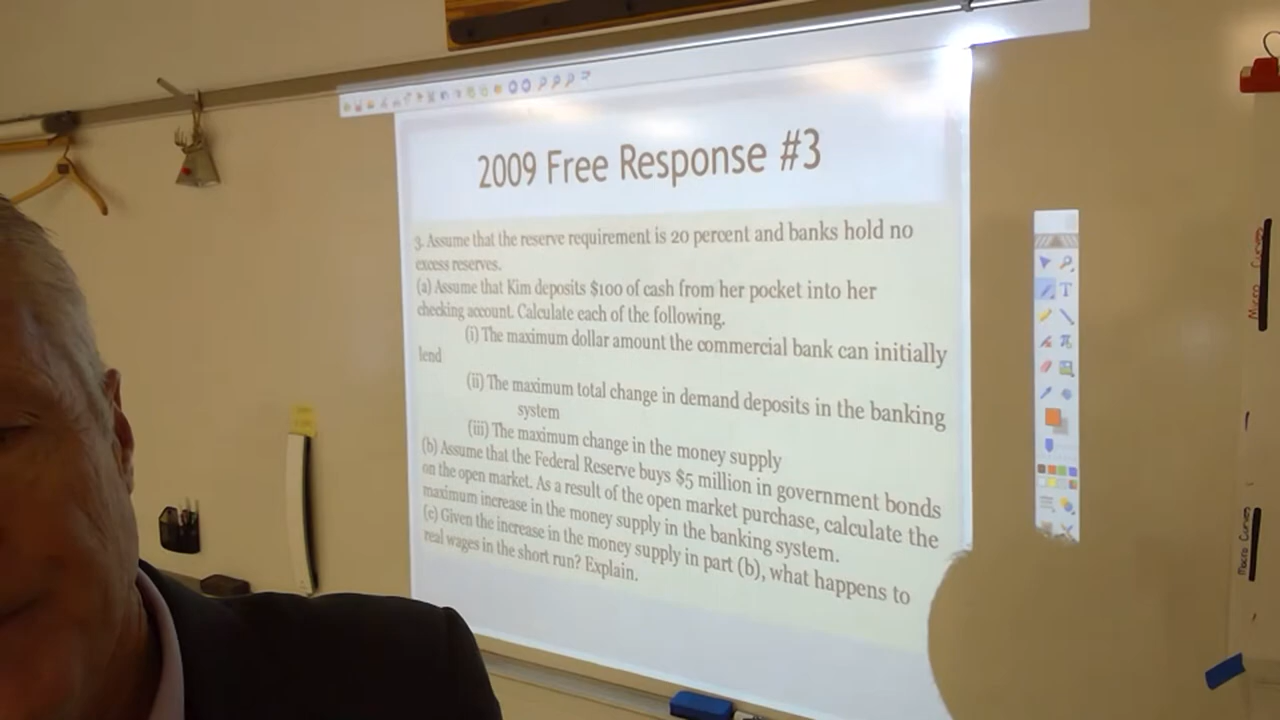 2009 Free Response #3
3. Assume that the reserve requirement is 20 percent and banks hold no
excess reserves.
(a) Assume that Kim deposits $100 of cash from her pocket into her
checking account. Calculate each of the following.
(i) The maximum dollar amount the commercial bank can initially
lend
(ii) The maximum total change in demand deposits in the banking
system
(iii) The maximum change in the money supply
(b) Assume that the Federal Reserve buys $5 million in government bonds
on the open market. As a result of the open market purchase, calculate the
maximum increase in the money supply in the banking system.
(c) Given the increase in the money supply in part (b), what happens to
real wages in the short run? Explain.
T
Micro Curves
Macro Curves